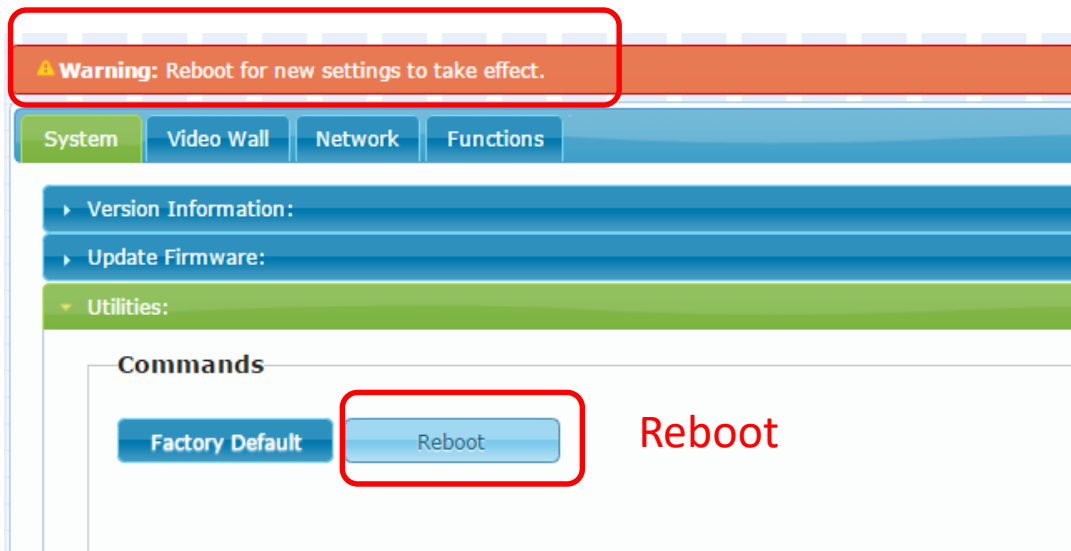 Warning: Reboot for new settings to take effect.
System Video Wall Network Functions
Version Information:
Update Firmware:
Utilities:
Commands
Factory Default Reboot Reboot